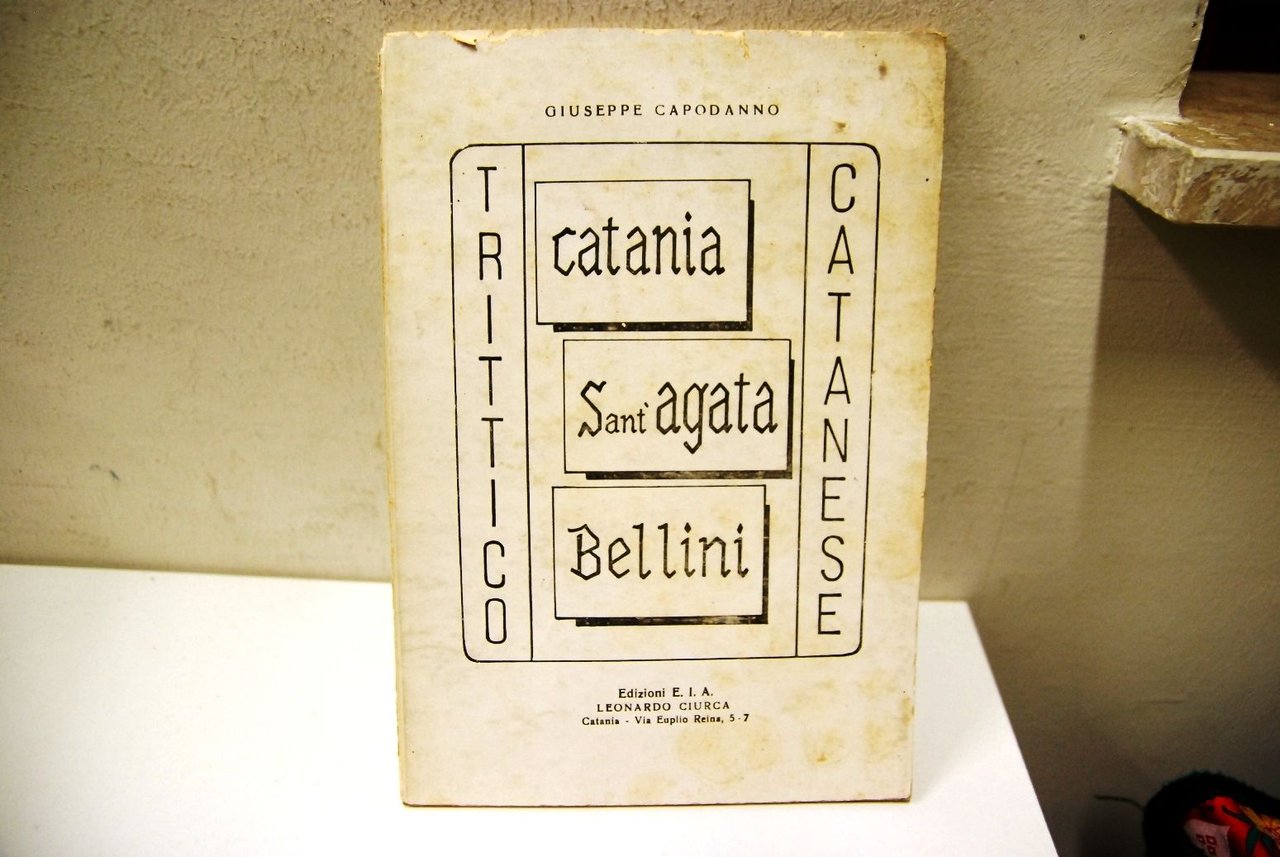 GIUSEPPE CAPODANNO
TRITTICO
catania
Sant' agata
Bellini
CATANESE
Edizioni E. I. A.
LEONARDO CIURCA
Catania - Via Euplio Reina, 5-7